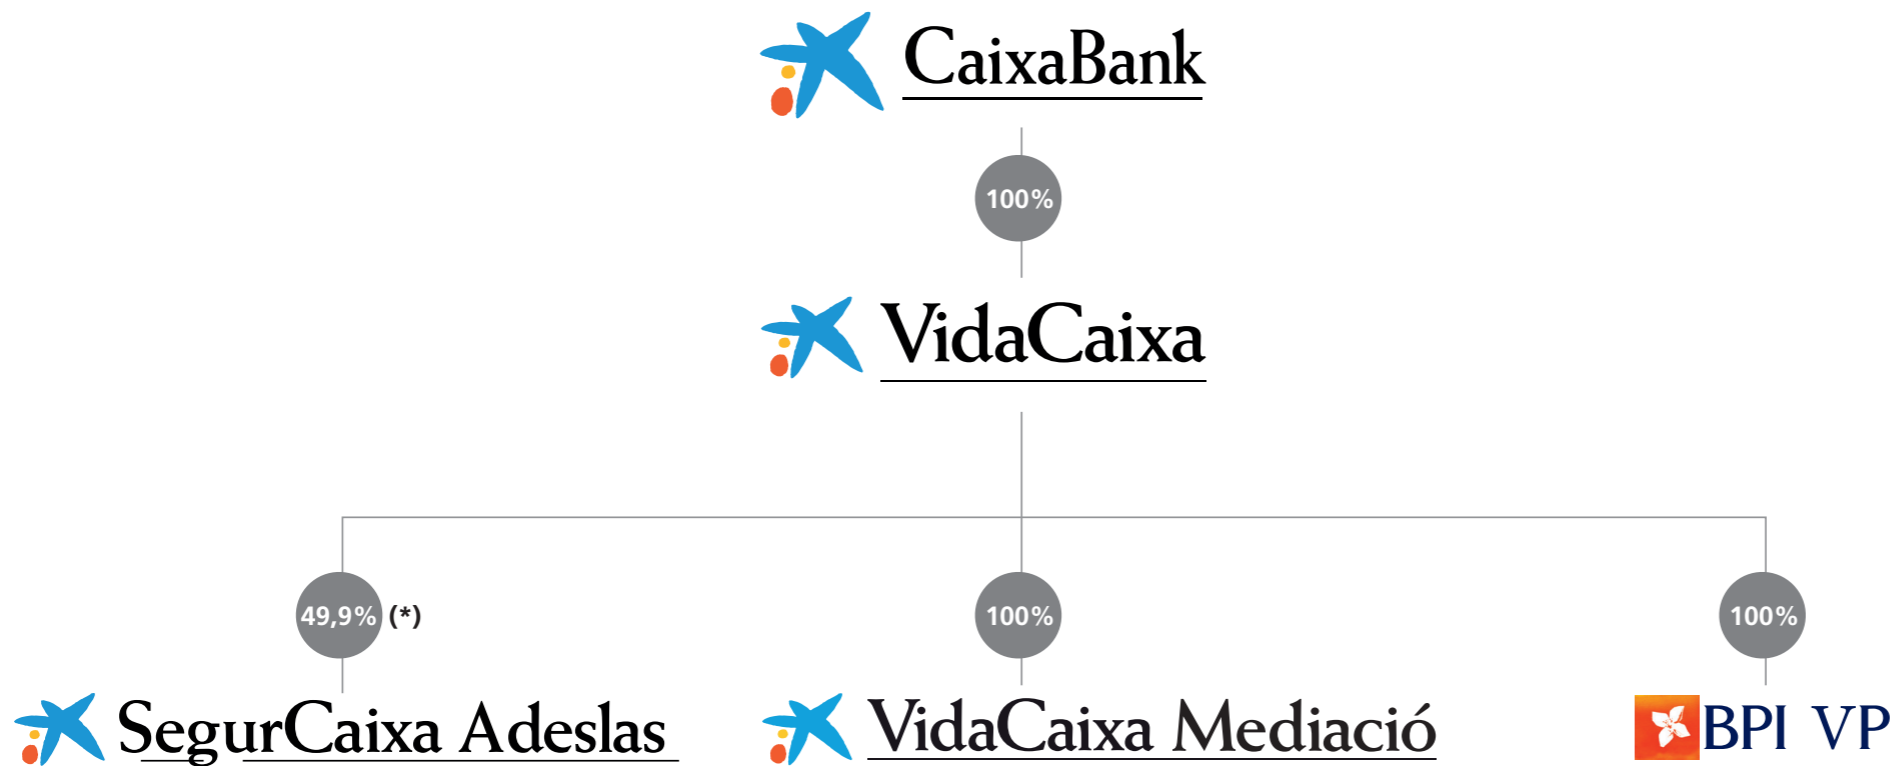 CaixaBank
100%
VidaCaixa
49,9% (*)
100%
100%
SegurCaixa Adeslas
VidaCaixa Mediació
BPI VP